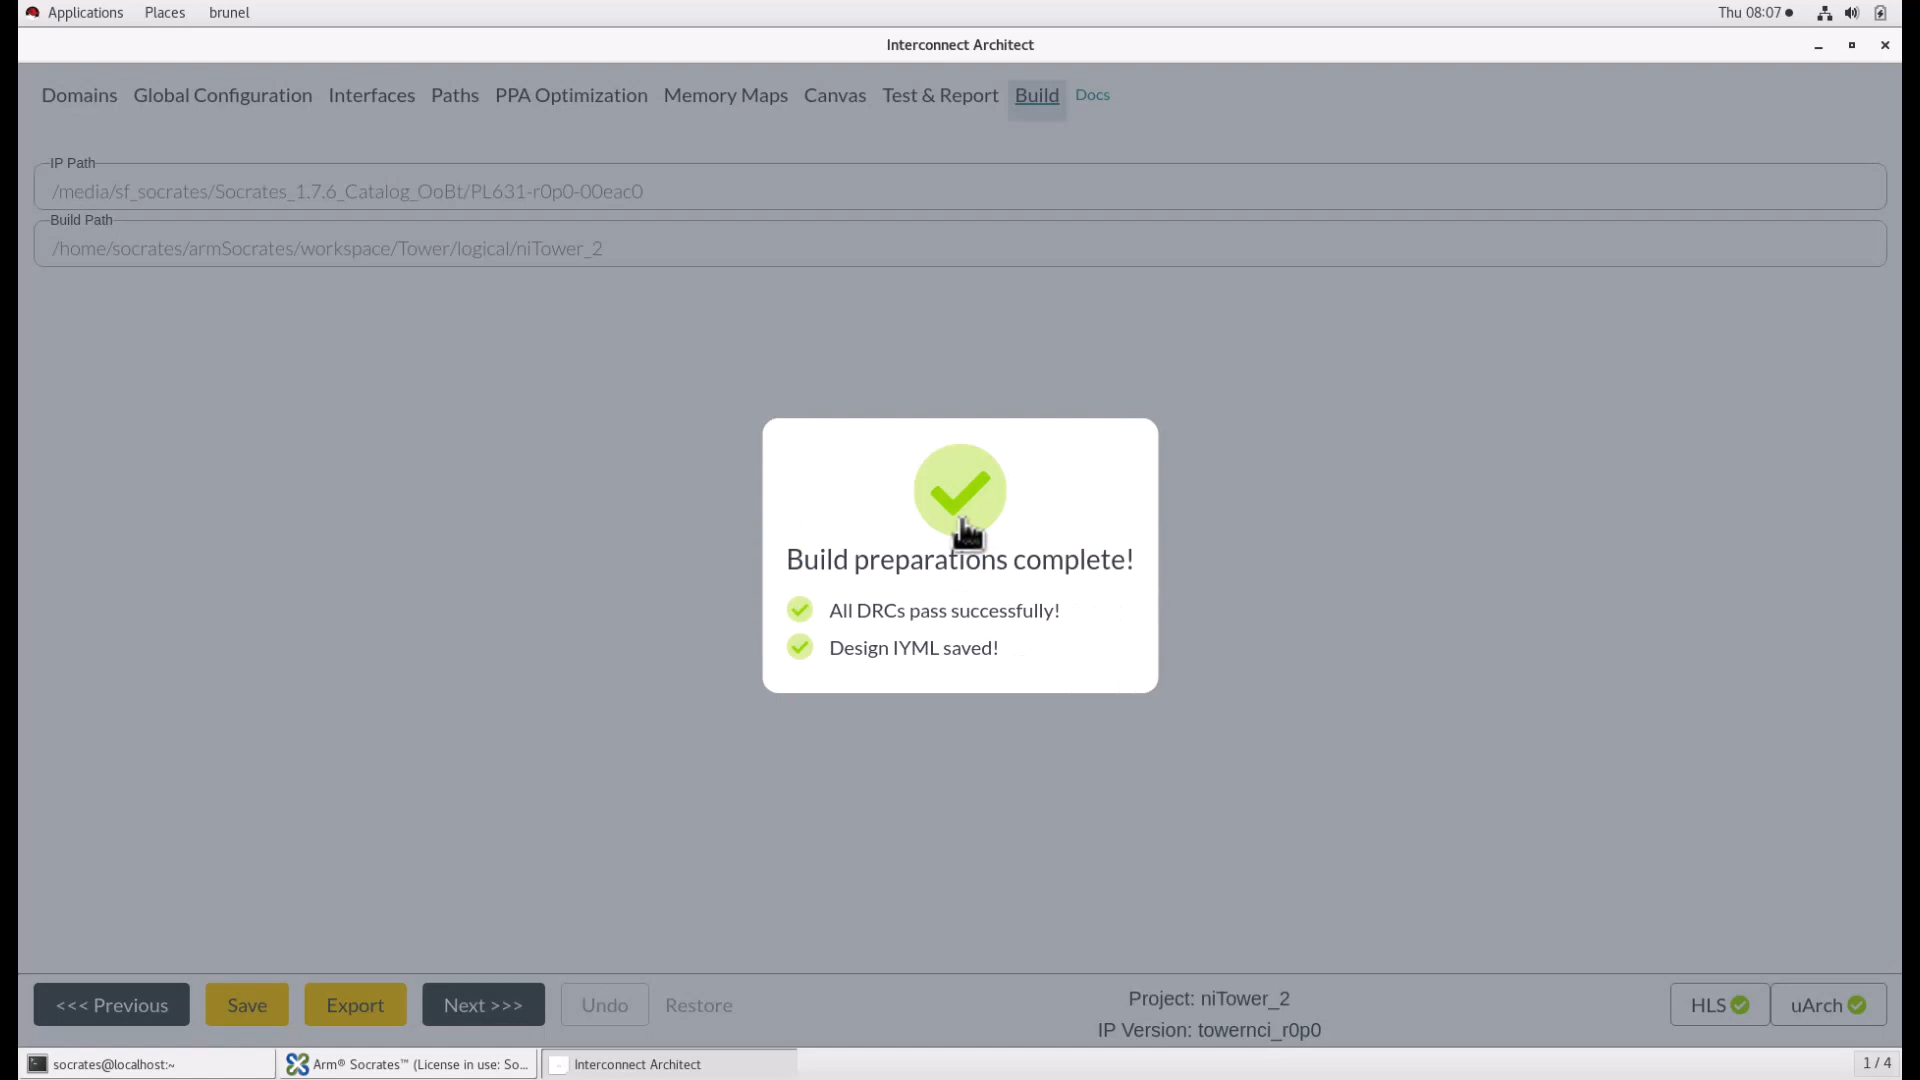 Applications Places brunel Thu 08:07
Interconnect Architect
Domains Global Configuration Interfaces Paths PPA Optimization Memory Maps Canvas Test & Report Build Docs
IP Path
/media/sf_socrates/Socrates_1.7.6_Catalog_OoBt/PL631-r0p0-00eac0
Build Path
/home/socrates/armSocrates/workspace/Tower/logical/niTower_2
Build preparations complete!
All DRCs pass successfully!
Design IYML saved!
<<< Previous Save Export Next >>> Undo Restore
Project: niTower_2
IP Version: towernci_r0p0
HLS uArch
socrates@localhost:~ Arm® Socrates™ (License in use: So... Interconnect Architect 1 / 4